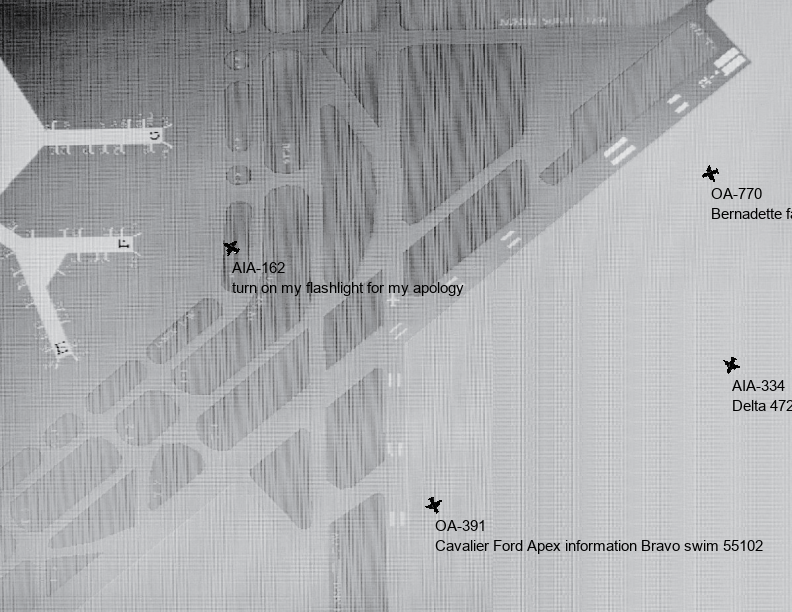 OA-770
Bernadette fa
AIA-162
turn on my flashlight for my apology
AIA-334
Delta 472
OA-391
Cavalier Ford Apex information Bravo swim 55102